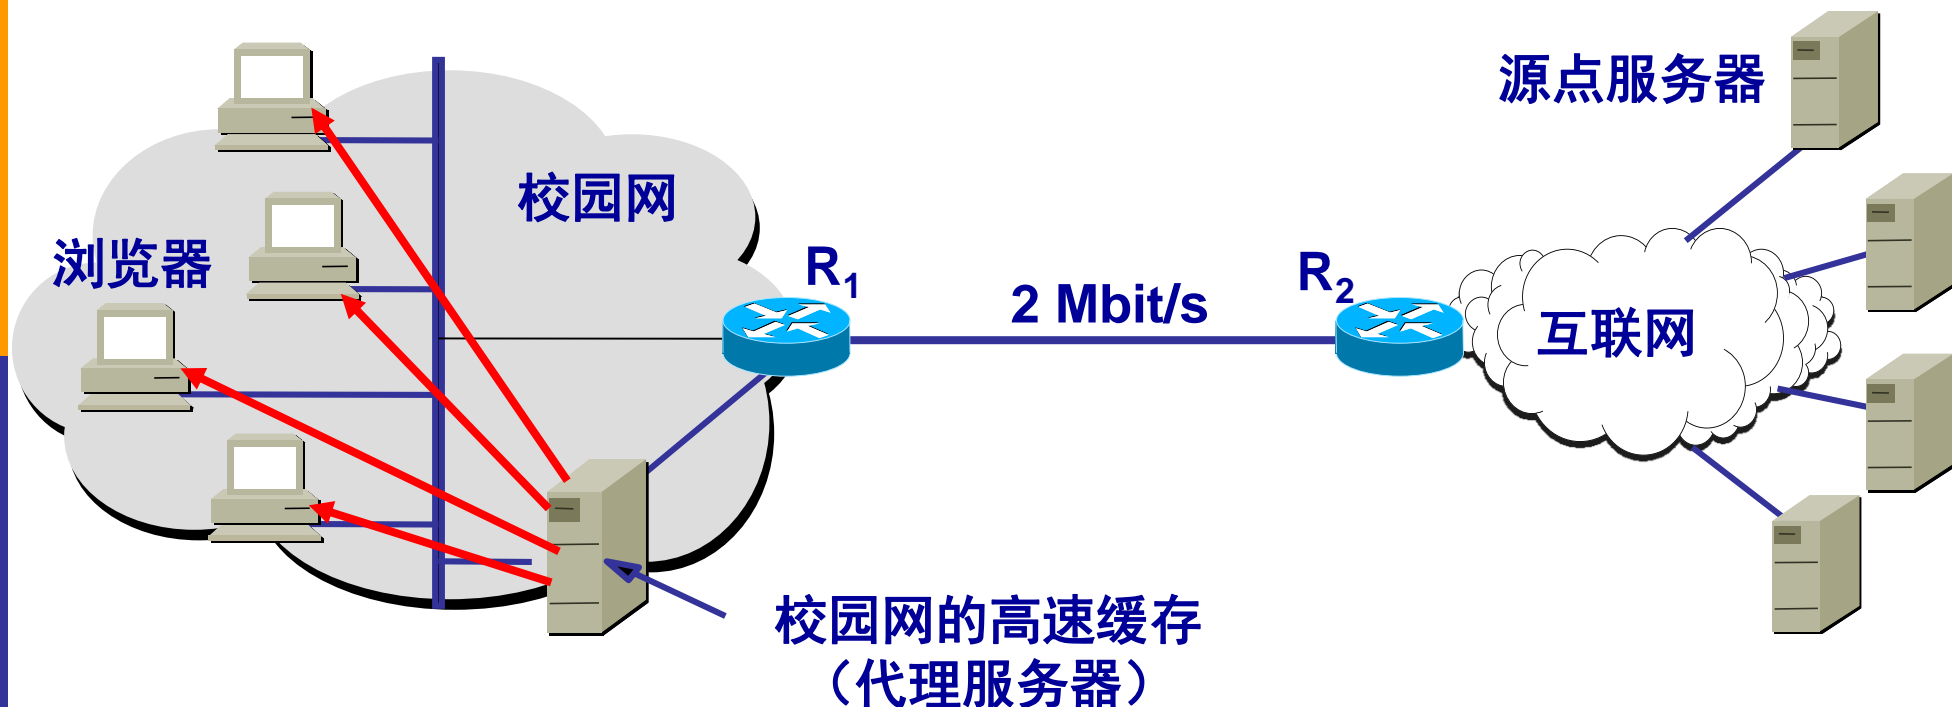 源点服务器
校园网
浏览器
R1
2 Mbit/s
R2
互联网
校园网的高速缓存
（代理服务器）